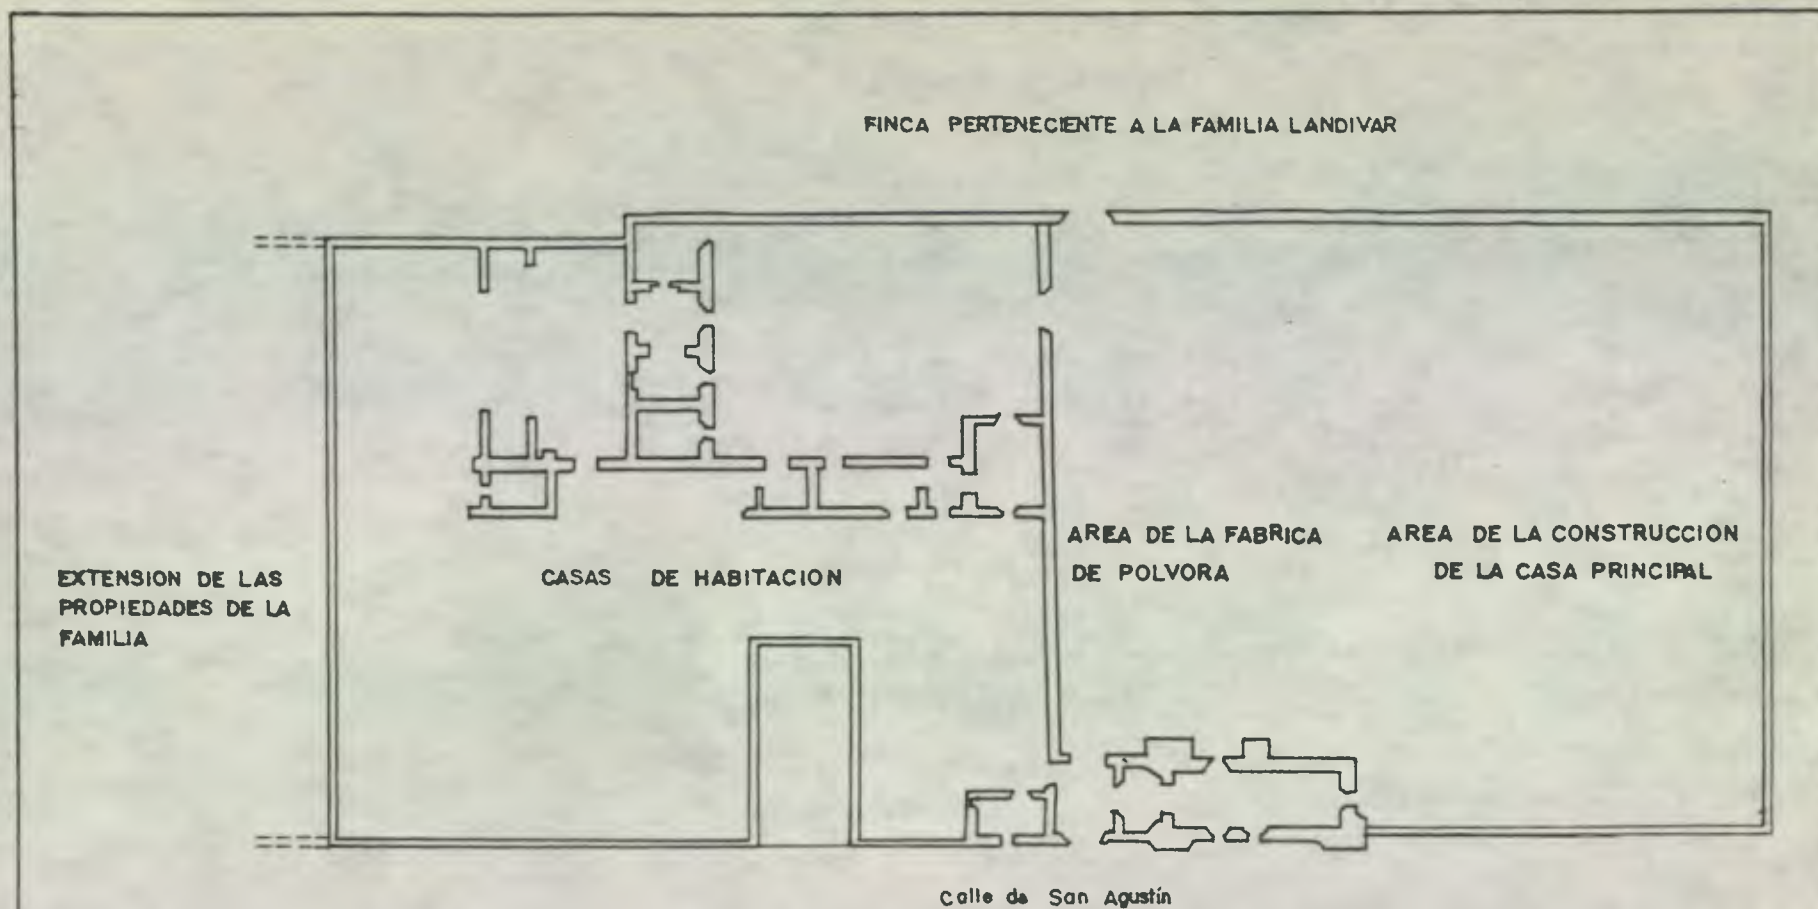 FINCA PERTENECIENTE A LA FAMILIA LANDIVAR
AREA DE LA FABRICA
DE POLVORA
AREA DE LA CONSTRUCCION
DE LA CASA PRINCIPAL
CASAS DE HABITACION
EXTENSION DE LAS
PROPIEDADES DE LA
FAMILIA
Calle de San Agustín